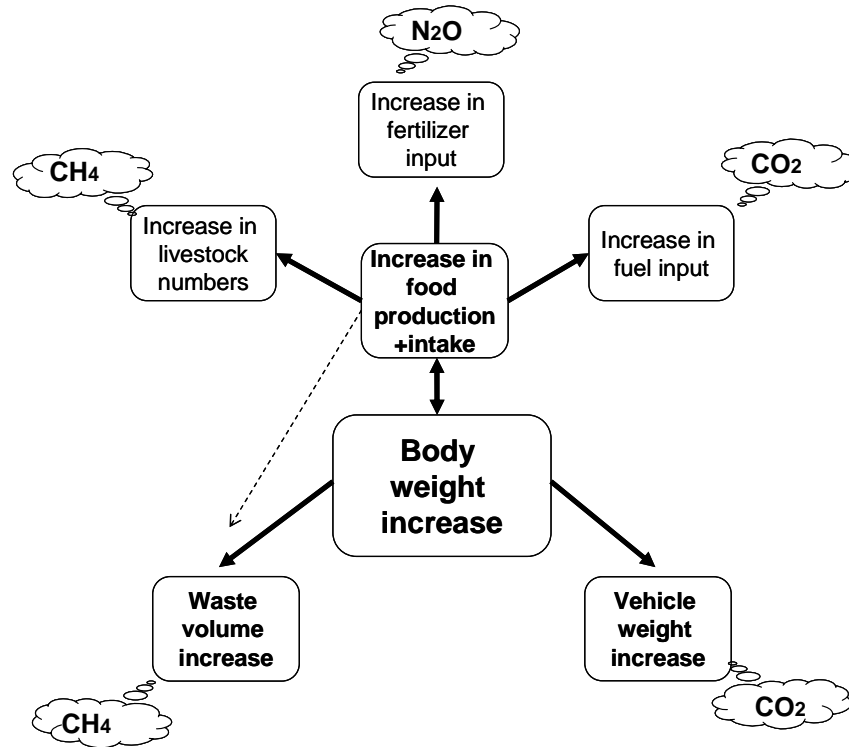 N2O
Increase in
fertilizer
input
CH4
Increase in
livestock
numbers
CO2
Increase in
fuel input
Increase in
food
production
+intake
Body
weight
increase
Waste
volume
increase
CH4
Vehicle
weight
increase
CO2